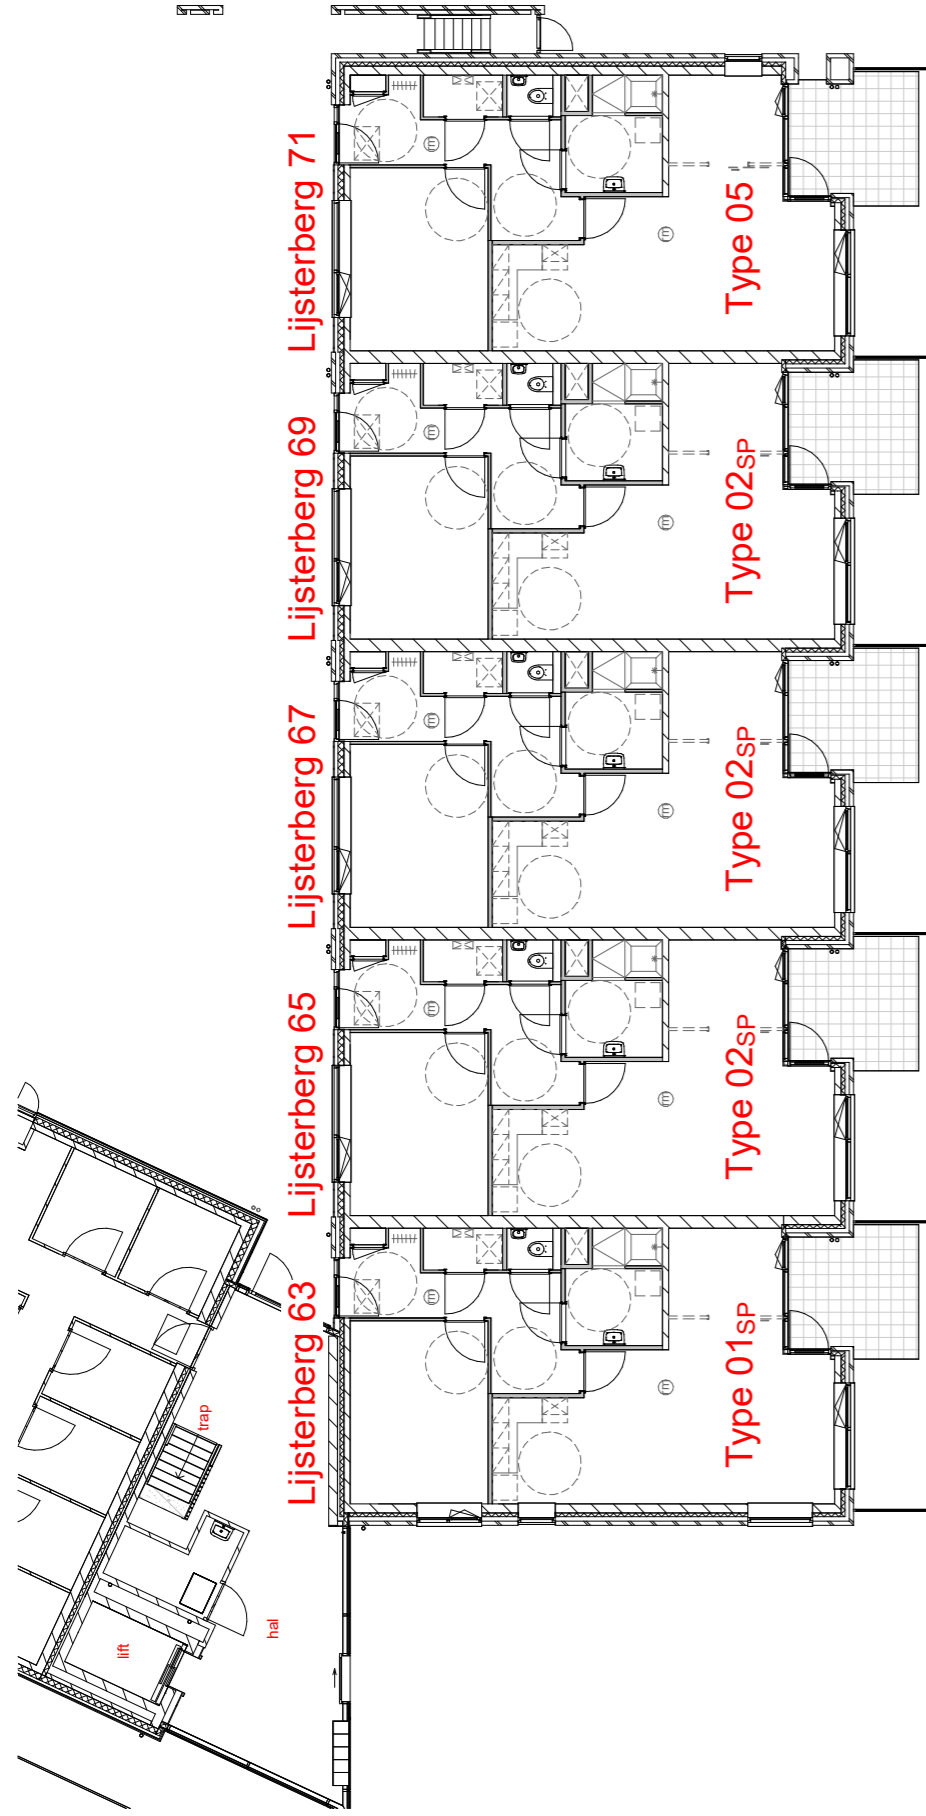 Lijsterberg 71
Type 05
Lijsterberg 69
Type 02SP
Lijsterberg 67
Type 02SP
Lijsterberg 65
Type 02SP
Lijsterberg 63
Type 01SP
trap
hal
lift
m
m
m
m
m
m
m
m
m
m